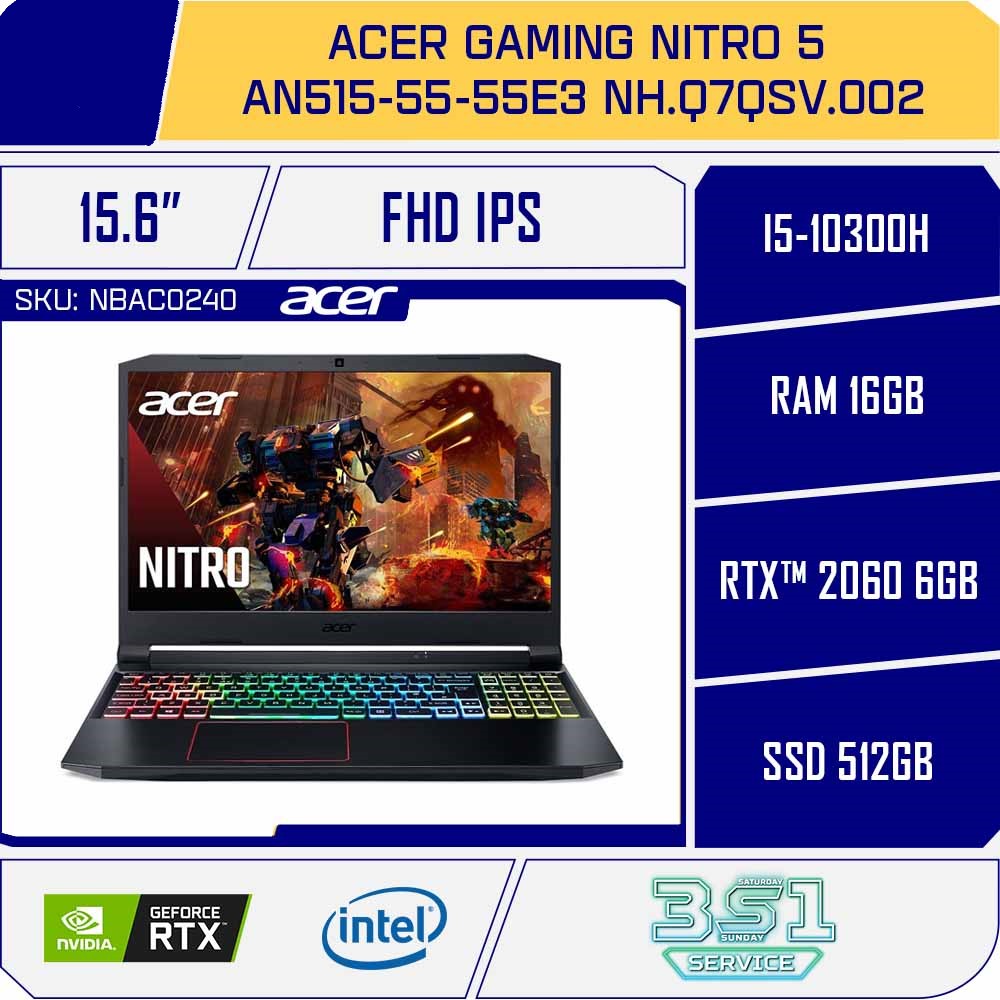 ACER GAMING NITRO 5
AN515-55-55E3 NH.Q7QSV.002
15.6"
FHD IPS
I5-10300H
SKU: NBAC0240
acer
RAM 16GB
acer
NITRO
RTX™ 2060 6GB
acer
SSD 512GB
NVIDIA.
GEFORCE
RTX™
intel
SATURDAY
3S1
SUNDAY
SERVICE